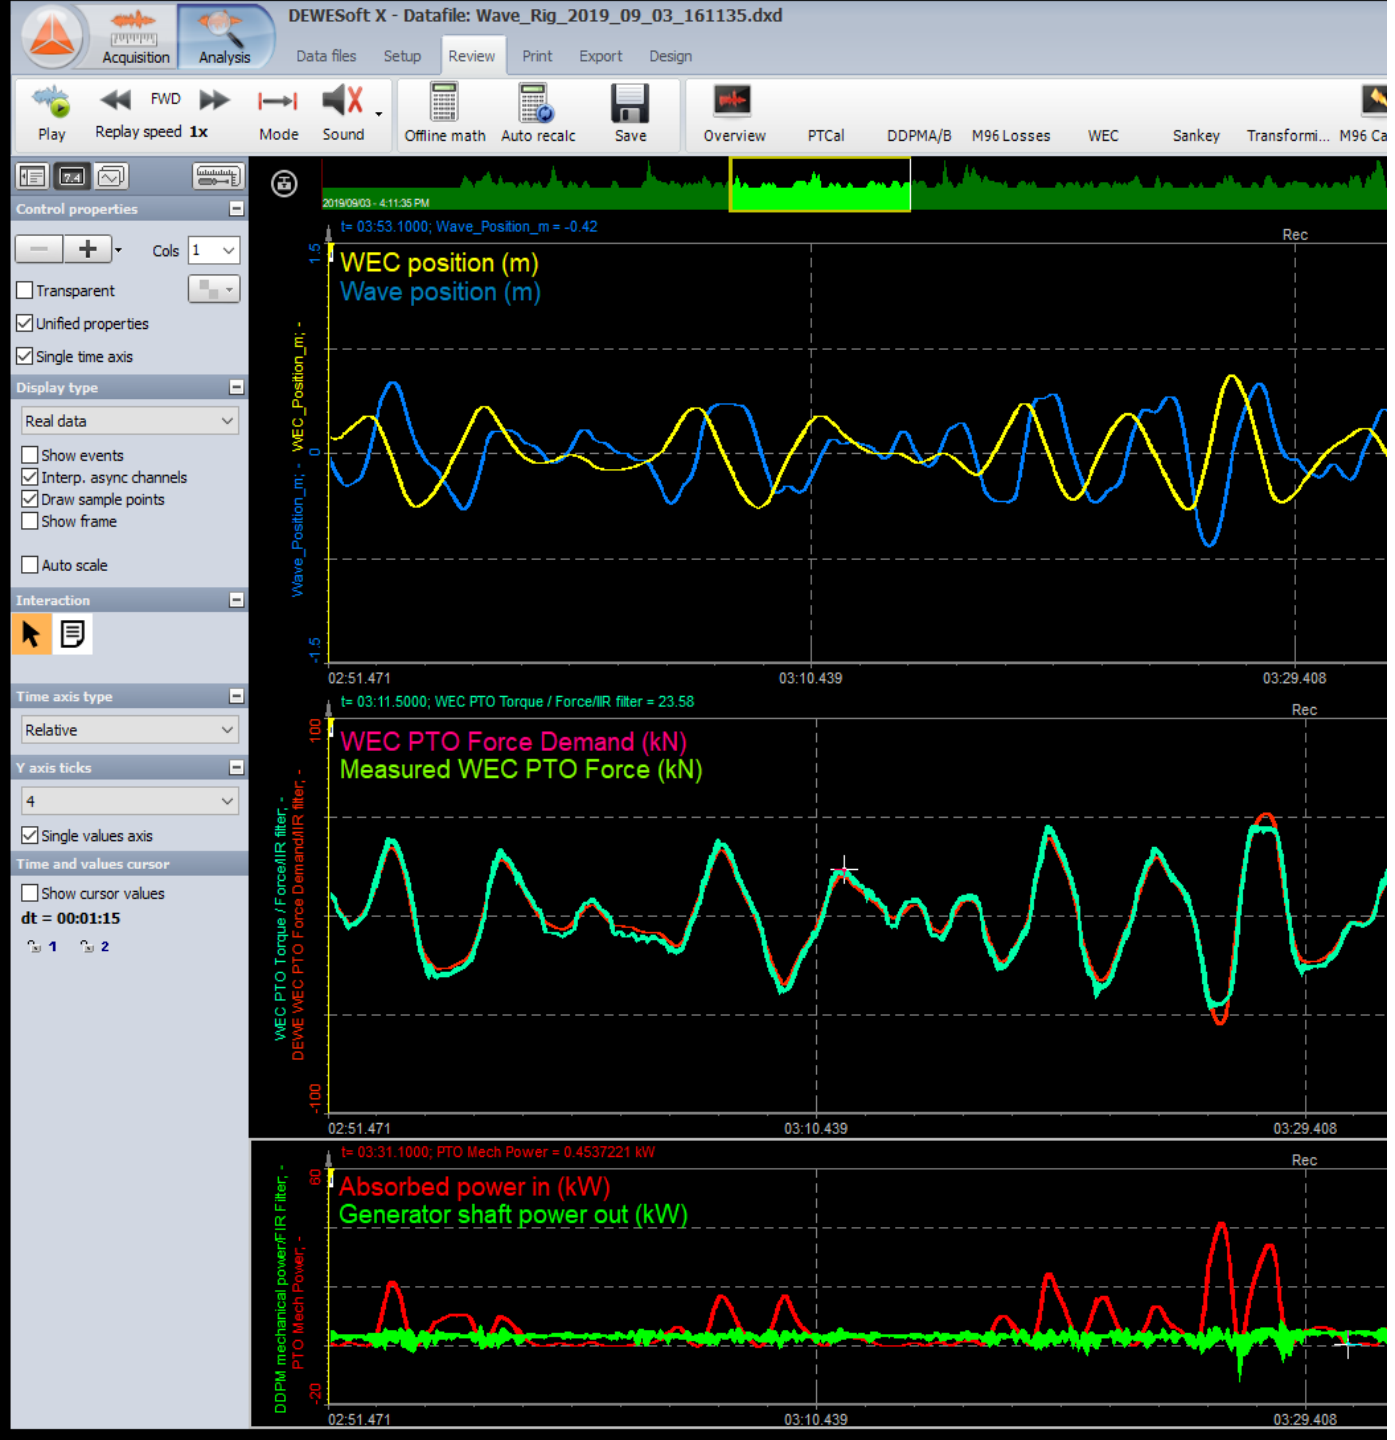 DEWESoft X - Datafile: Wave_Rig_2019_09_03_161135.dxd
Acquisition
Analysis
Data files
Setup
Review
Print
Export
Design
Play
FWD
Replay speed 1x
Mode
Sound
Offline math
Auto recalc
Save
Overview
PTCal
DDPMA/B
M96 Losses
WEC
Sankey
Transformi...
M96 Ca
7.4
Control properties
Cols 1
Transparent
Unified properties
Single time axis
Display type
Real data
Show events
Interp. async channels
Draw sample points
Show frame
Auto scale
Interaction
Time axis type
Relative
Y axis ticks
4
Single values axis
Time and values cursor
Show cursor values
dt = 00:01:15
1
2
2019/09/03 - 4:11:35 PM
t= 03:53.1000; Wave_Position_m = -0.42
Rec
WEC position (m)
Wave position (m)
1.5
0
-1.5
WEC_Position_m; -
Wave_Position_m; -
02:51.471
03:10.439
03:29.408
t= 03:11.5000; WEC PTO Torque / Force/IIR filter = 23.58
Rec
WEC PTO Force Demand (kN)
Measured WEC PTO Force (kN)
100
-100
WEC PTO Torque / Force/IIR filter; -
DEWE WEC PTO Force Demand/IIR filter; -
02:51.471
03:10.439
03:29.408
t= 03:31.1000; PTO Mech Power = 0.4537221 kW
Rec
Absorbed power in (kW)
Generator shaft power out (kW)
60
-20
DDPM mechanical power/FIR Filter; -
PTO Mech Power; -
02:51.471
03:10.439
03:29.408